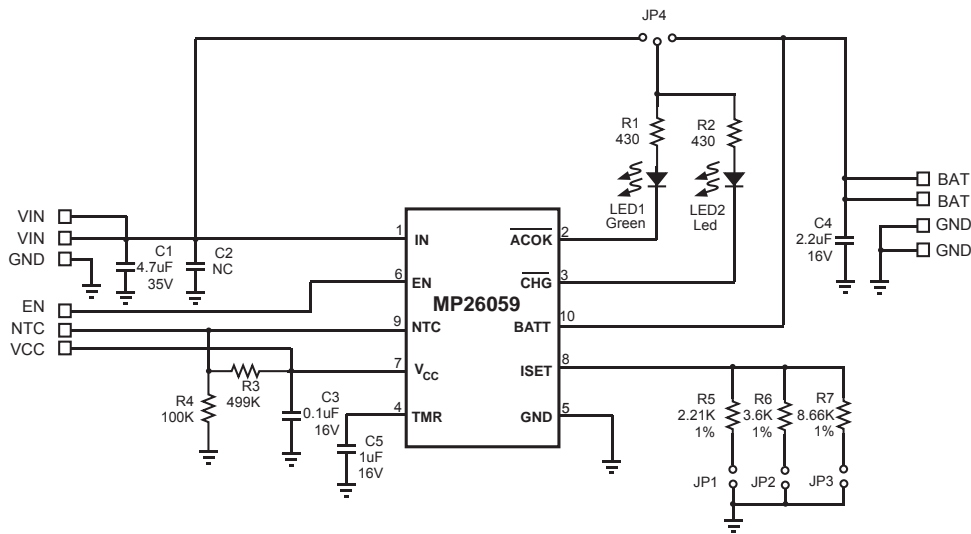 JP4
R1
430
R2
430
LED1
Green
LED2
Led
BAT
BAT
GND
GND
C4
2.2uF
16V
VIN
VIN
GND
C1
4.7uF
35V
C2
NC
EN
NTC
VCC
1
IN
6
EN
MP26059
9
NTC
7
VCC
4
TMR
2
ACOK
3
CHG
10
BATT
8
ISET
5
GND
R3
499K
R4
100K
C3
0.1uF
16V
C5
1uF
16V
R5
2.21K
1%
R6
3.6K
1%
R7
8.66K
1%
JP1
JP2
JP3